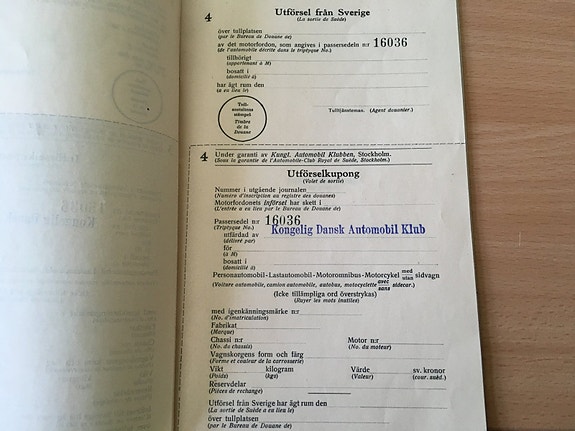 4
Utförsel från Sverige
(La sortie de Suède)
över tullplatsen
(par le Bureau de Douane de)
av det motorfordon, som angives i passersedeln n:r 16036
(de l'automobile décrite dans le triptyque No.)
tillhörigt
(appartenant à M)
bosatt i
(domicilié à)
har ägt rum den
(a eu lieu le)
Tull-
anstaltens
stämpel
Timbre
de la
Douane
Tulltjänsteman. (Agent douanier.)
4 Under garanti av Kungl. Automobil Klubben, Stockholm.
(Sous la garantie de l'Automobile-Club Royal de Suède, Stockholm.)
Utförselkupong
(Volet de sortie)
Nummer i utgående journalen
(Numéro d'inscription au registre des douanes)
Motorfordonets införsel har skett i
(L'entrée a eu lieu par le Bureau de Douane de)
Passersedel n:r 16036
(Triptyque No.)
Kongelig Dansk Automobil Klub
utfärdad av
(délivré par)
för
(à M)
bosatt i
(domicilié à)
Personautomobil-Lastautomobil-Motoromnibus-Motorcykel med/utan sidvagn
(Voiture automobile, camion automobile, autobus, motocyclette avec/sans sidecar.)
(Icke tillämpliga ord överstrykas)
(Rayer les mots inutiles)
med igenkänningsmärke n:r
(No. d'immatriculation)
Fabrikat
(Marque)
Chassi n:r Motor n:r
(No. du chassis) (No. du moteur)
Vagnskorgens form och färg
(Forme et couleur de la carrosserie)
Vikt kilogram Värde sv. kronor
(Poids) (kgs) (Valeur) (cour. suéd.)
Reservdelar
(Pièces de rechange)
Utförsel från Sverige har ägt rum den
(La sortie de Suède a eu lieu le)
över tullplatsen
(par le Bureau de Douane de)